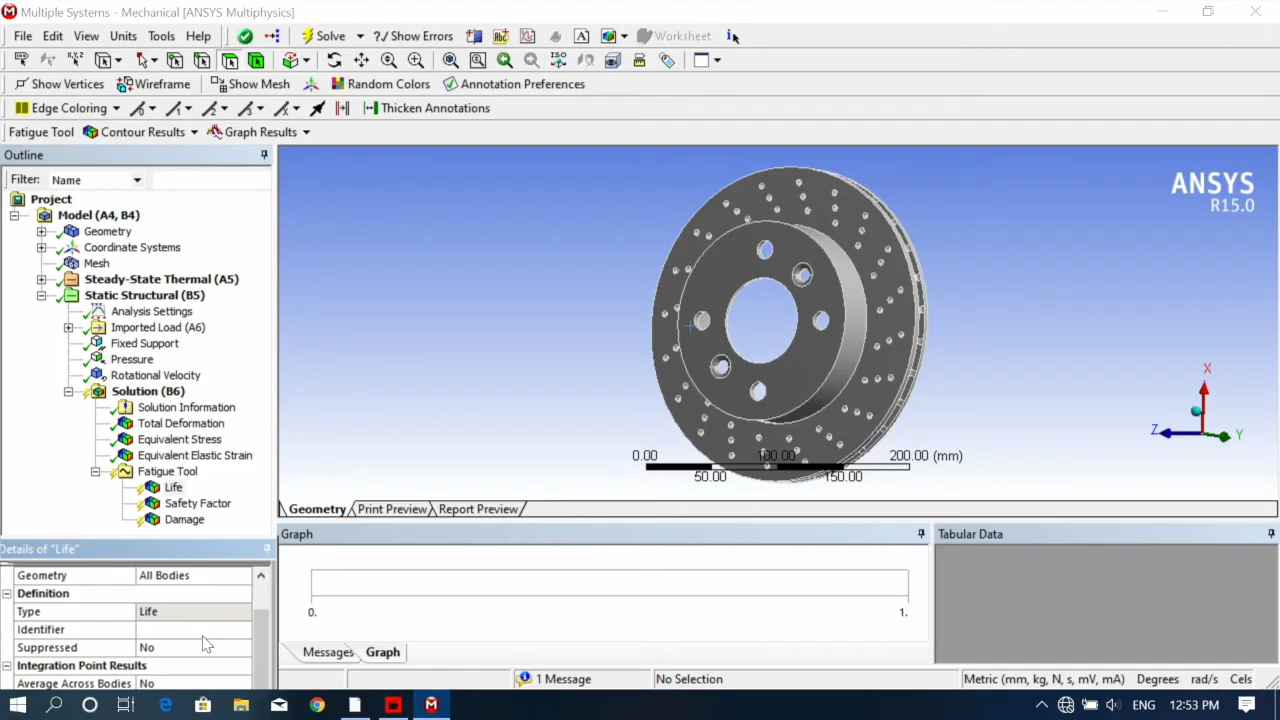 Multiple Systems - Mechanical [ANSYS Multiphysics]
File Edit View Units Tools Help Solve ?/ Show Errors Worksheet
Show Vertices Wireframe Show Mesh Random Colors Annotation Preferences
Edge Coloring Thicken Annotations
Fatigue Tool Contour Results Graph Results
Outline
Filter: Name
Project
Model (A4, B4)
Geometry
Coordinate Systems
Mesh
Steady-State Thermal (A5)
Static Structural (B5)
Analysis Settings
Imported Load (A6)
Fixed Support
Pressure
Rotational Velocity
Solution (B6)
Solution Information
Total Deformation
Equivalent Stress
Equivalent Elastic Strain
Fatigue Tool
Life
Safety Factor
Damage
ANSYS
R15.0
X
Z
Y
0.00 100.00 200.00 (mm)
50.00 150.00
Geometry Print Preview Report Preview
Details of "Life"
Geometry All Bodies
Definition
Type Life
Identifier
Suppressed No
Integration Point Results
Average Across Bodies No
Graph
0. 1.
Messages Graph
Tabular Data
1 Message No Selection Metric (mm, kg, N, s, mV, mA) Degrees rad/s Cels
ENG 12:53 PM